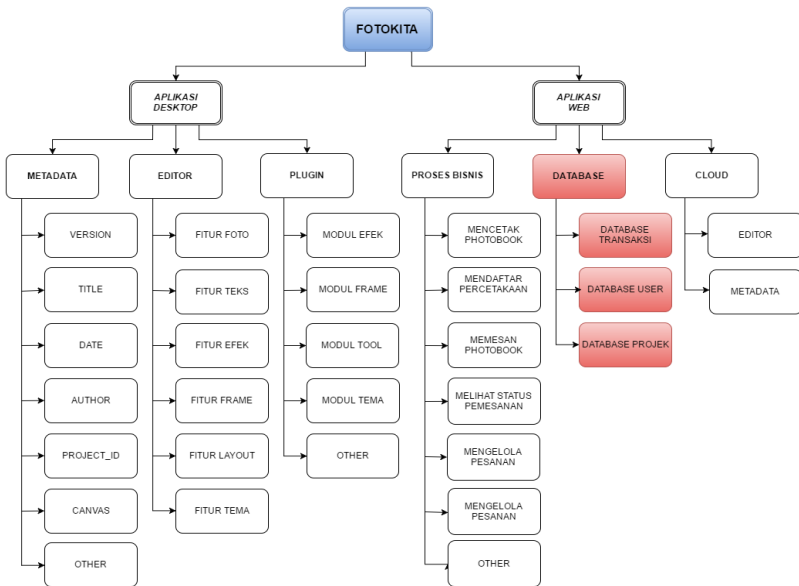 FOTOKITA
APLIKASI
DESKTOP
APLIKASI
WEB
METADATA
EDITOR
PLUGIN
PROSES BISNIS
DATABASE
CLOUD
VERSION
TITLE
DATE
AUTHOR
PROJECT_ID
CANVAS
OTHER
FITUR FOTO
FITUR TEKS
FITUR EFEK
FITUR FRAME
FITUR LAYOUT
FITUR TEMA
MODUL EFEK
MODUL FRAME
MODUL TOOL
MODUL TEMA
OTHER
MENCETAK
PHOTOBOOK
MENDAFTAR
PERCETAKAAN
MEMESAN
PHOTOBOOK
MELIHAT STATUS
PEMESANAN
MENGELOLA
PESANAN
MENGELOLA
PESANAN
OTHER
DATABASE
TRANSAKSI
DATABASE USER
DATABASE PROJEK
EDITOR
METADATA